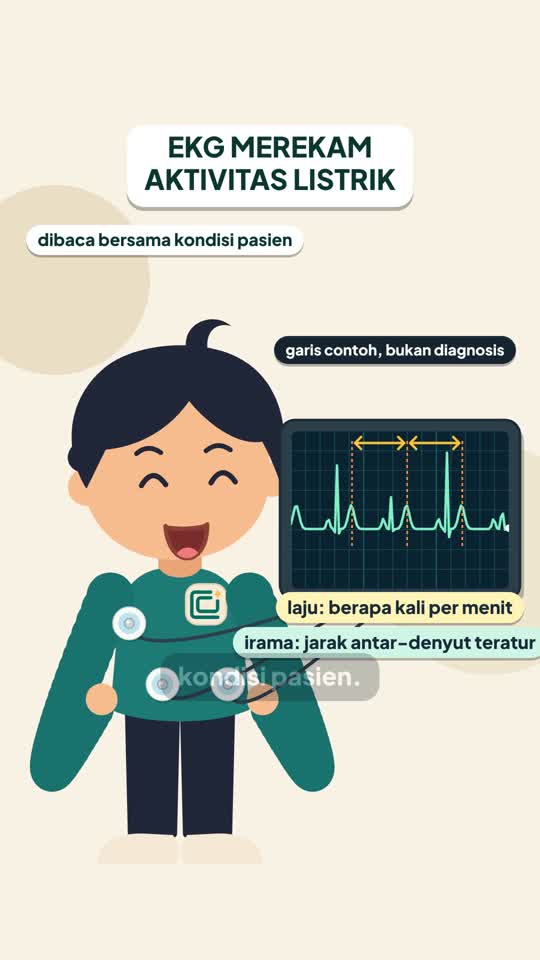 EKG MEREKAM
AKTIVITAS LISTRIK
dibaca bersama kondisi pasien
garis contoh, bukan diagnosis
laju: berapa kali per menit
irama: jarak antar-denyut teratur
kondisi pasien.